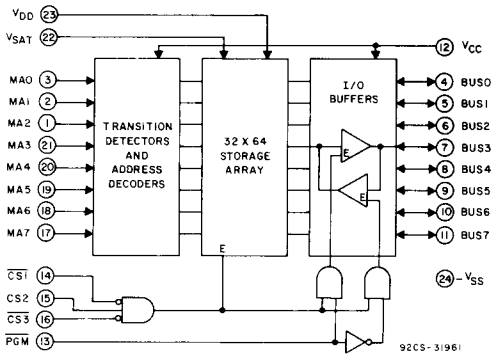 VDD 23
VSAT 22
12 VCC
MA0 3
MA1 2
MA2 1
MA3 21
MA4 20
MA5 19
MA6 18
MA7 17
TRANSITION
DETECTORS
AND
ADDRESS
DECODERS
32 X 64
STORAGE
ARRAY
E
I/O
BUFFERS
E
E
4 BUS0
5 BUS1
6 BUS2
7 BUS3
8 BUS4
9 BUS5
10 BUS6
11 BUS7
CS1 14
CS2 15
CS3 16
PGM 13
24 -VSS
92CS-31961